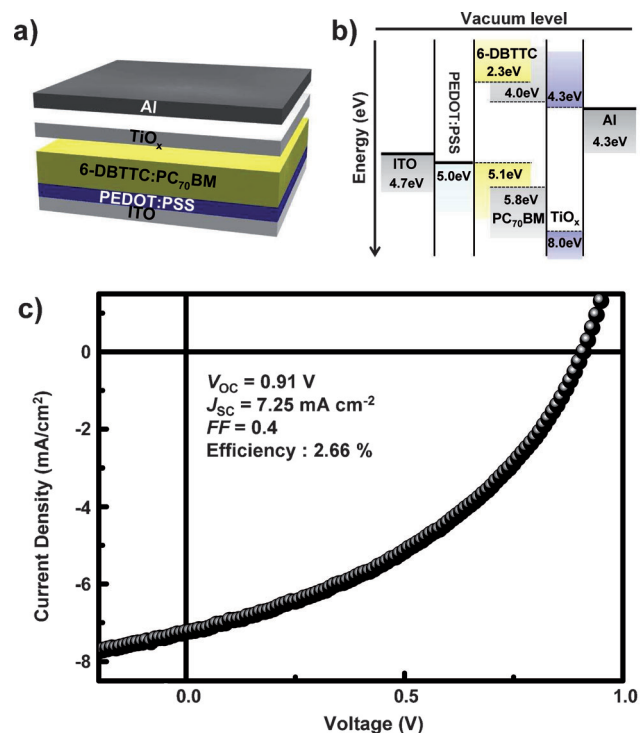 a)
Al
TiOₓ
6-DBTTC:PC₇₀BM
PEDOT:PSS
ITO
b)
Vacuum level
Energy (eV)
ITO
4.7eV
PEDOT:PSS
5.0eV
6-DBTTC
2.3eV
4.0eV
5.1eV
5.8eV
PC₇₀BM
4.3eV
TiOₓ
8.0eV
Al
4.3eV
c)
V_OC = 0.91 V
J_SC = 7.25 mA cm⁻²
FF = 0.4
Efficiency : 2.66 %
Current Density (mA/cm²)
0
-2
-4
-6
-8
0.0
0.5
1.0
Voltage (V)